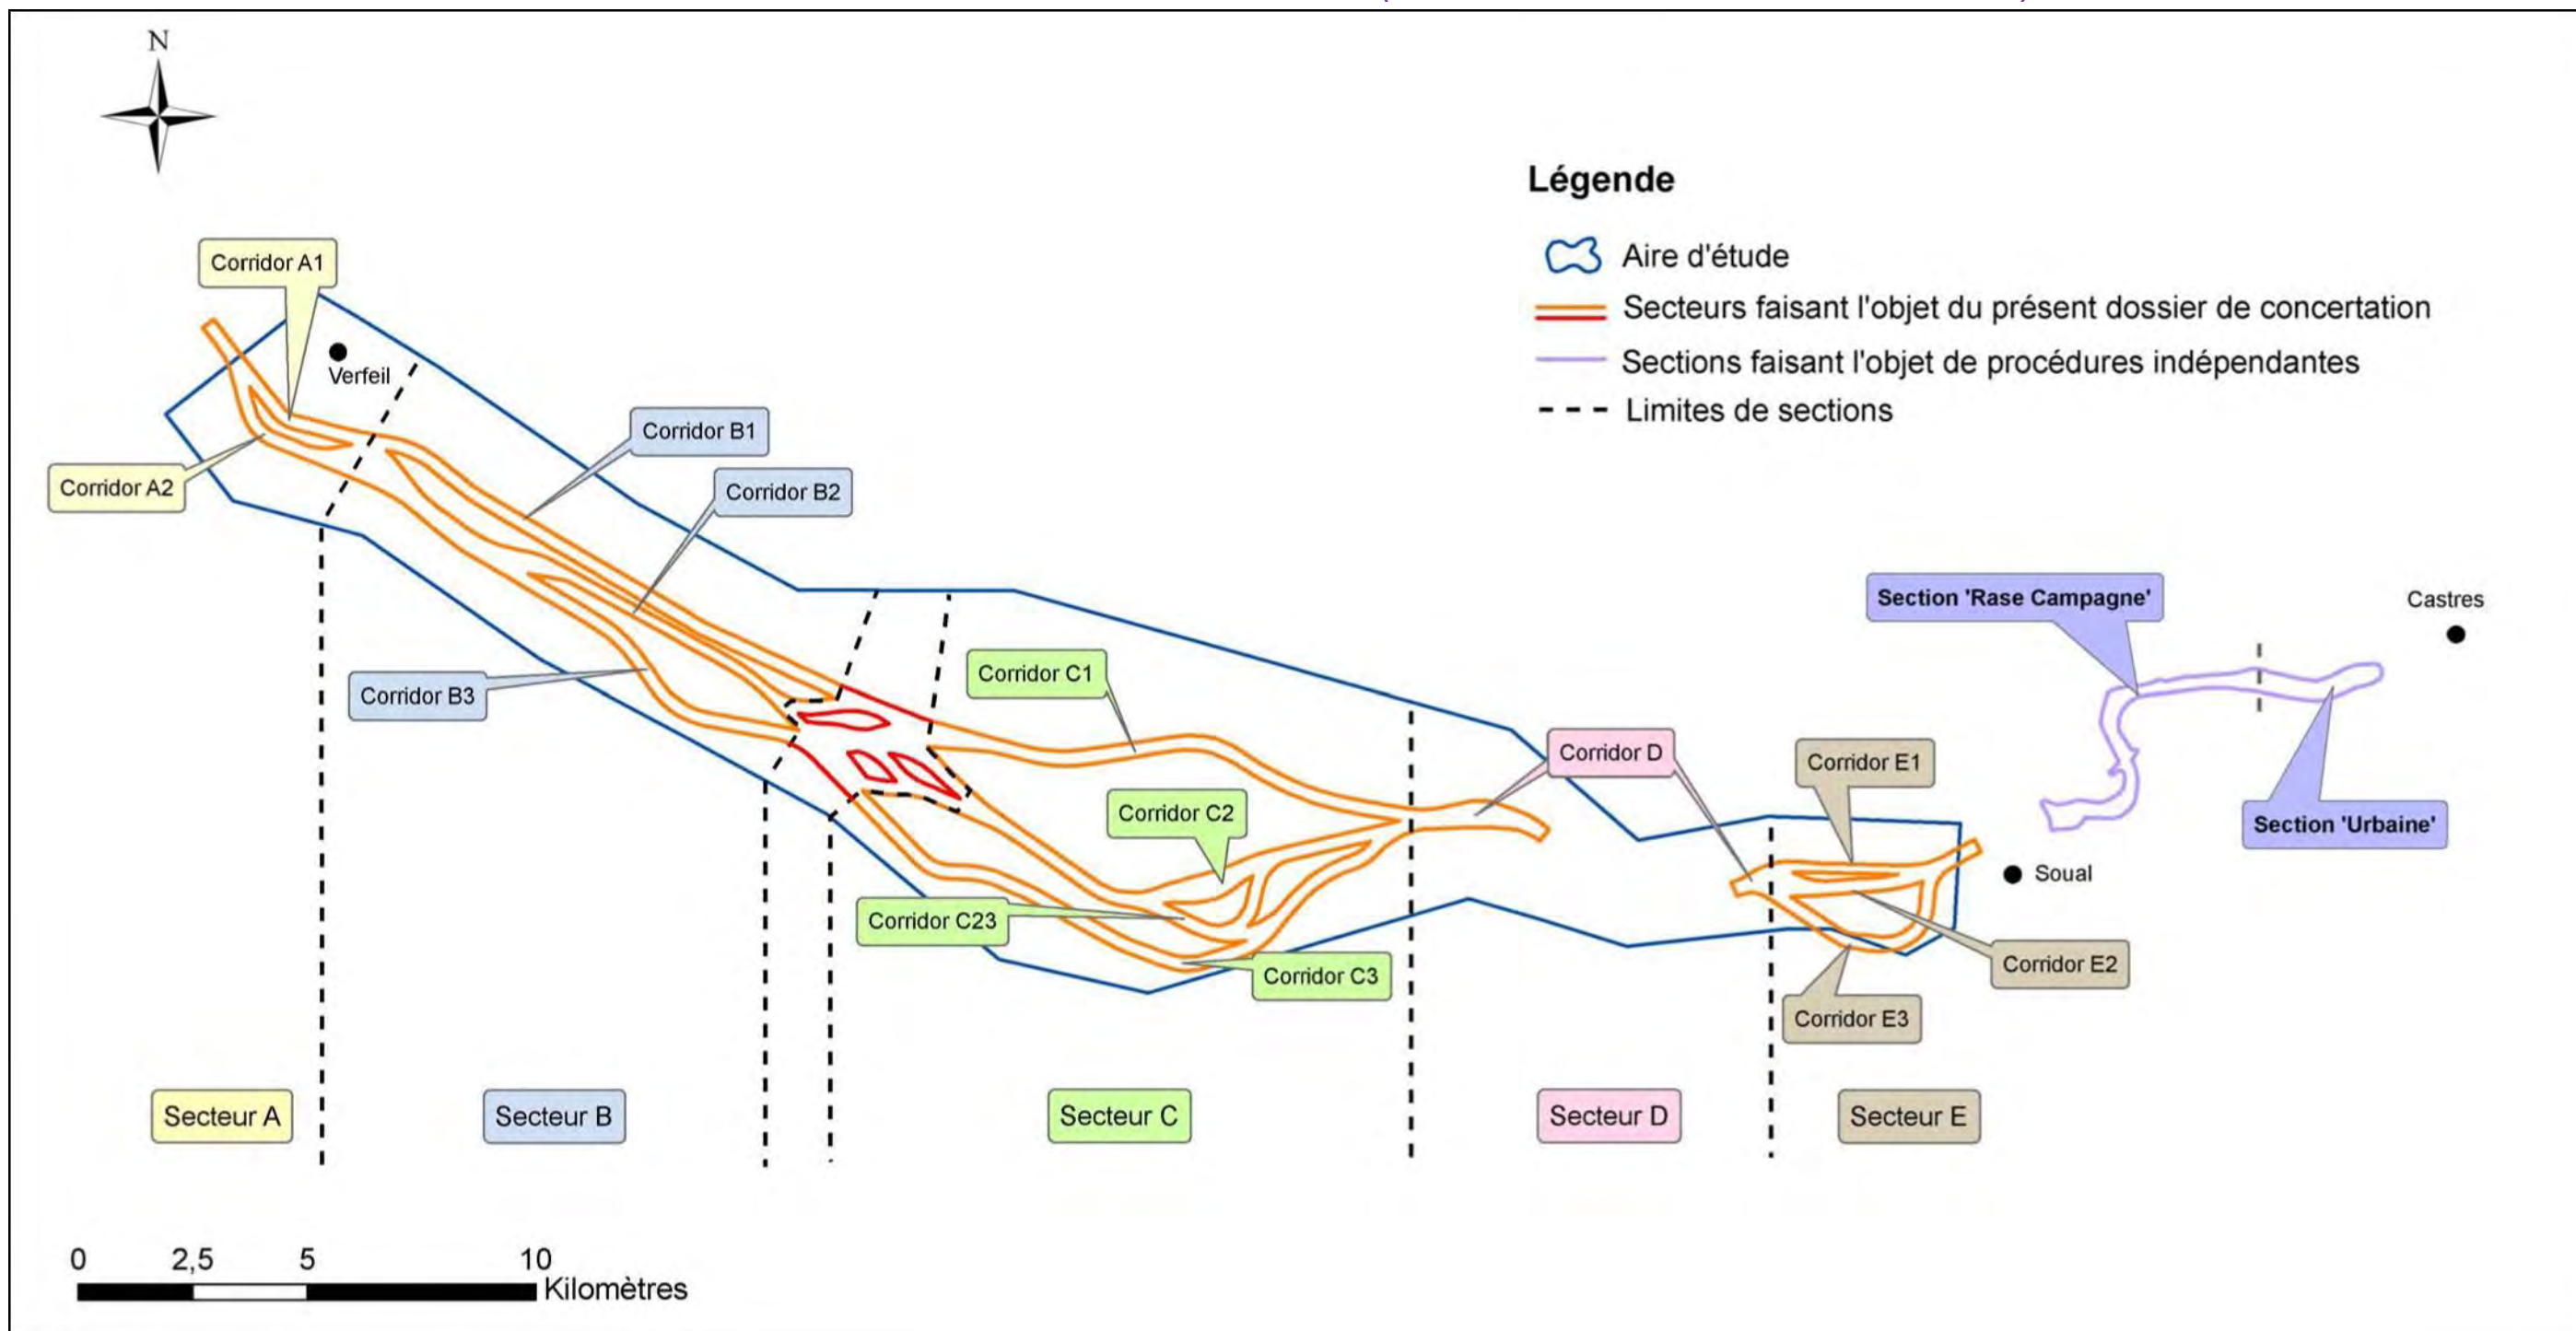 N
Légende
Aire d'étude
Secteurs faisant l'objet du présent dossier de concertation
Sections faisant l'objet de procédures indépendantes
Limites de sections
Corridor A1
Verfeil
Corridor A2
Corridor B1
Corridor B2
Corridor B3
Corridor C1
Corridor C2
Corridor C23
Corridor C3
Corridor D
Corridor E1
Corridor E2
Corridor E3
Section 'Rase Campagne'
Castres
Section 'Urbaine'
Soual
Secteur A
Secteur B
Secteur C
Secteur D
Secteur E
0 2,5 5 10
Kilomètres